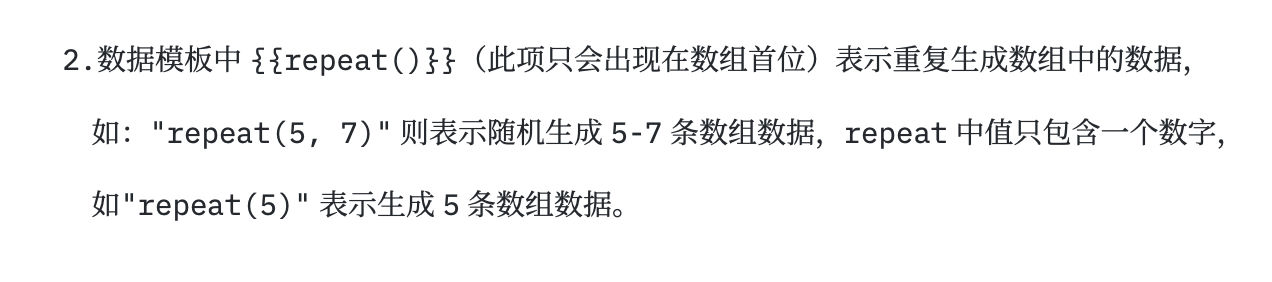 2.数据模板中 {{repeat()}}（此项只会出现在数组首位）表示重复生成数组中的数据，
如："repeat(5, 7)" 则表示随机生成 5-7 条数组数据，repeat 中值只包含一个数字，
如"repeat(5)" 表示生成 5 条数组数据。